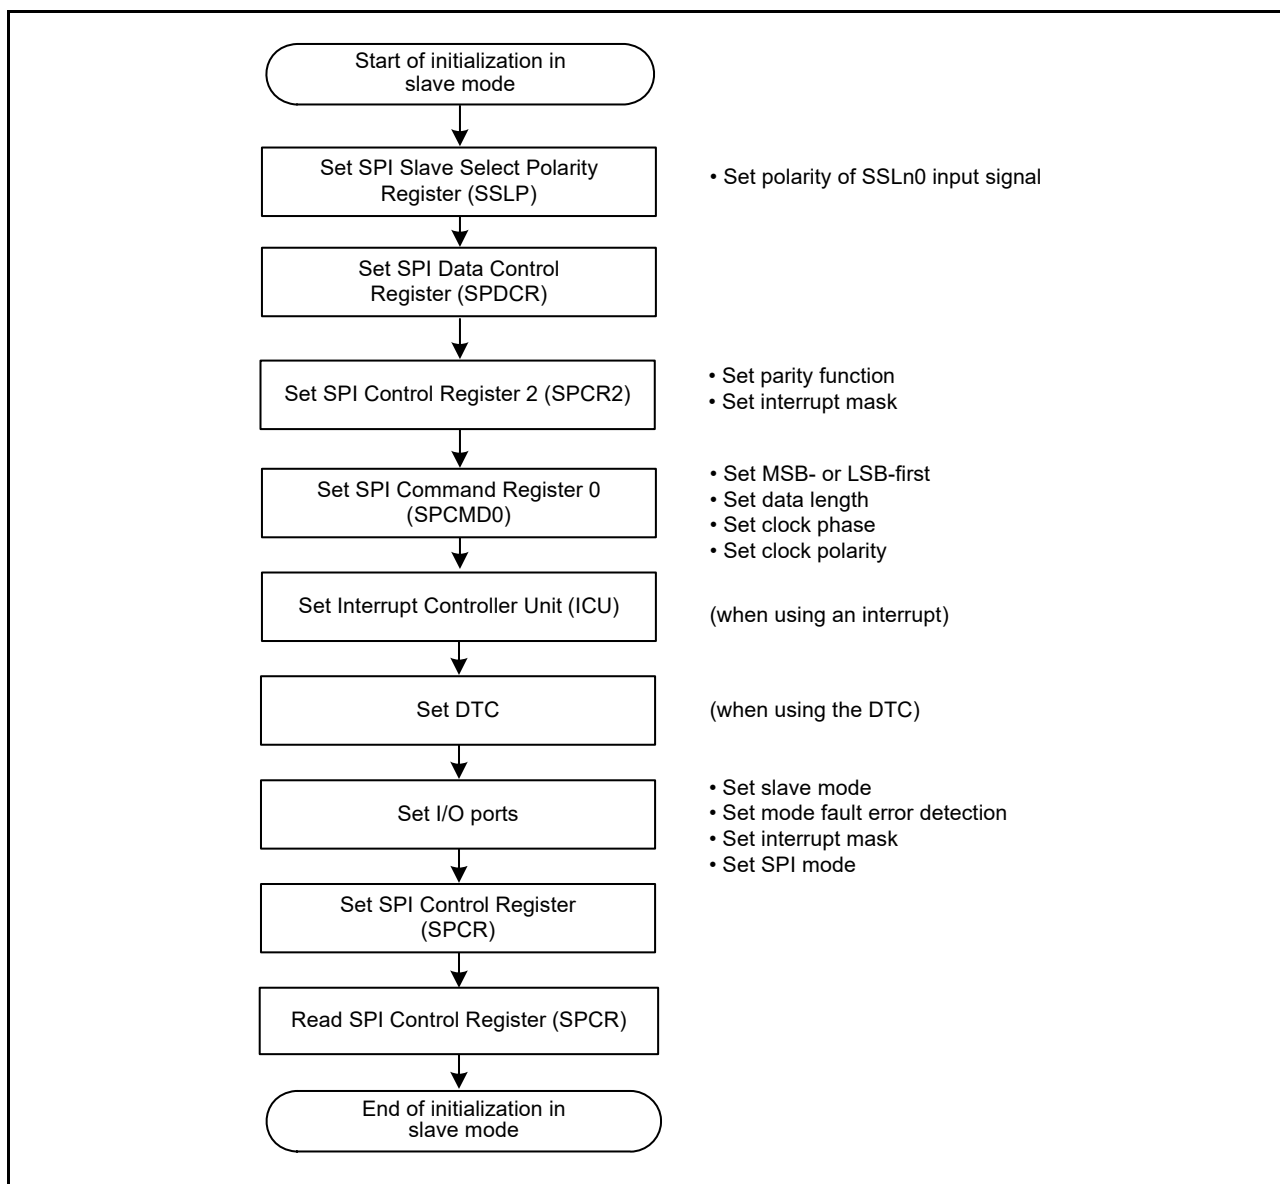 Start of initialization in
slave mode
Set SPI Slave Select Polarity
Register (SSLP)
• Set polarity of SSLn0 input signal
Set SPI Data Control
Register (SPDCR)
Set SPI Control Register 2 (SPCR2)
• Set parity function
• Set interrupt mask
Set SPI Command Register 0
(SPCMD0)
• Set MSB- or LSB-first
• Set data length
• Set clock phase
• Set clock polarity
Set Interrupt Controller Unit (ICU)
(when using an interrupt)
Set DTC
(when using the DTC)
Set I/O ports
• Set slave mode
• Set mode fault error detection
• Set interrupt mask
• Set SPI mode
Set SPI Control Register
(SPCR)
Read SPI Control Register (SPCR)
End of initialization in
slave mode